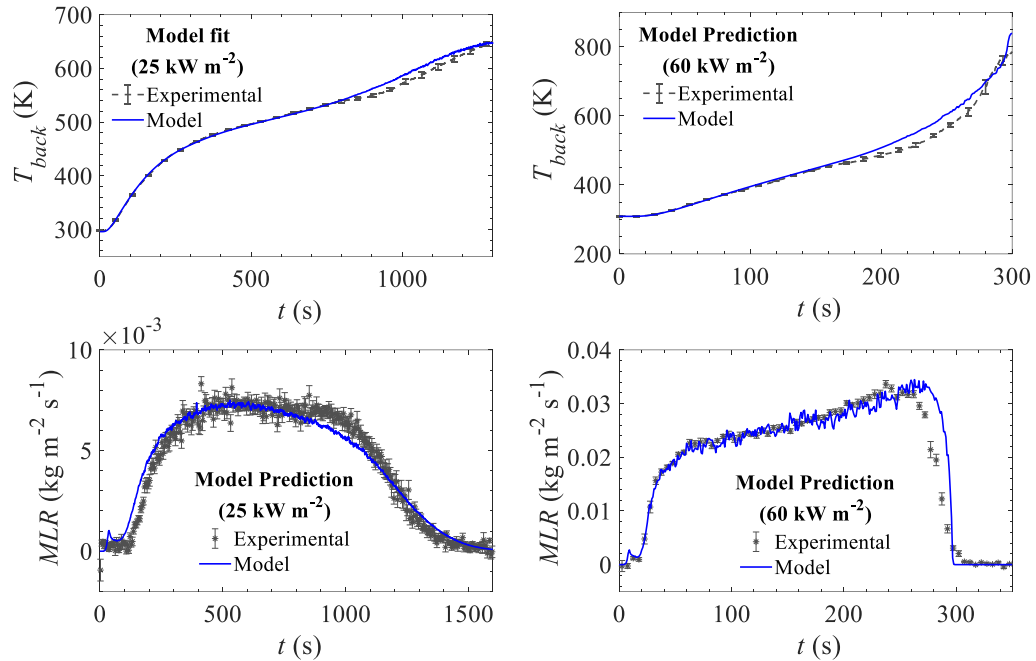 700
600
500
400
300
T_back (K)
Model fit
(25 kW m⁻²)
Experimental
Model
0
500
1000
t (s)
800
600
400
200
T_back (K)
Model Prediction
(60 kW m⁻²)
Experimental
Model
0
100
200
300
t (s)
×10⁻³
10
5
0
MLR (kg m⁻² s⁻¹)
Model Prediction
(25 kW m⁻²)
Experimental
Model
0
500
1000
1500
t (s)
0.04
0.03
0.02
0.01
0
MLR (kg m⁻² s⁻¹)
Model Prediction
(60 kW m⁻²)
Experimental
Model
0
100
200
300
t (s)